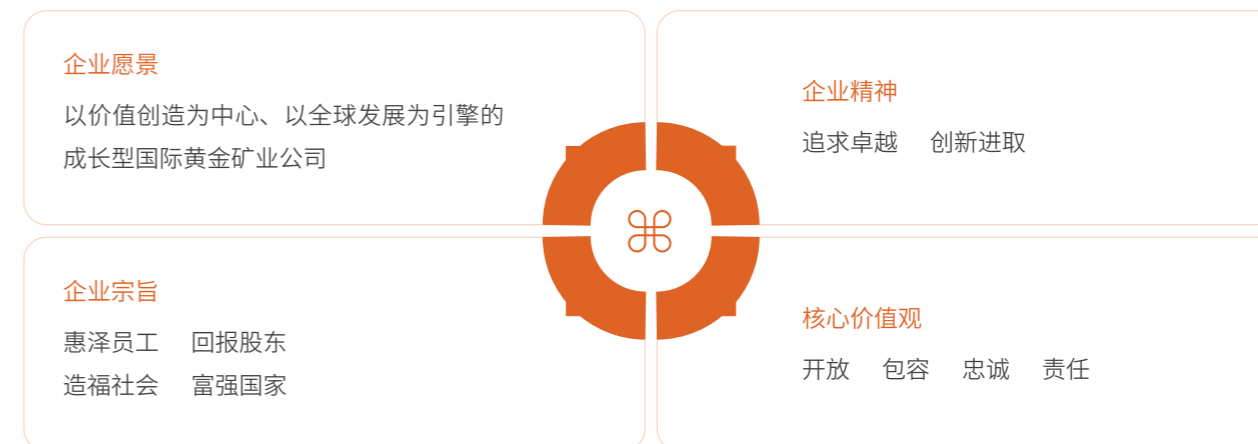 企业愿景
以价值创造为中心、以全球发展为引擎的
成长型国际黄金矿业公司
企业精神
追求卓越 创新进取
企业宗旨
惠泽员工 回报股东
造福社会 富强国家
核心价值观
开放 包容 忠诚 责任